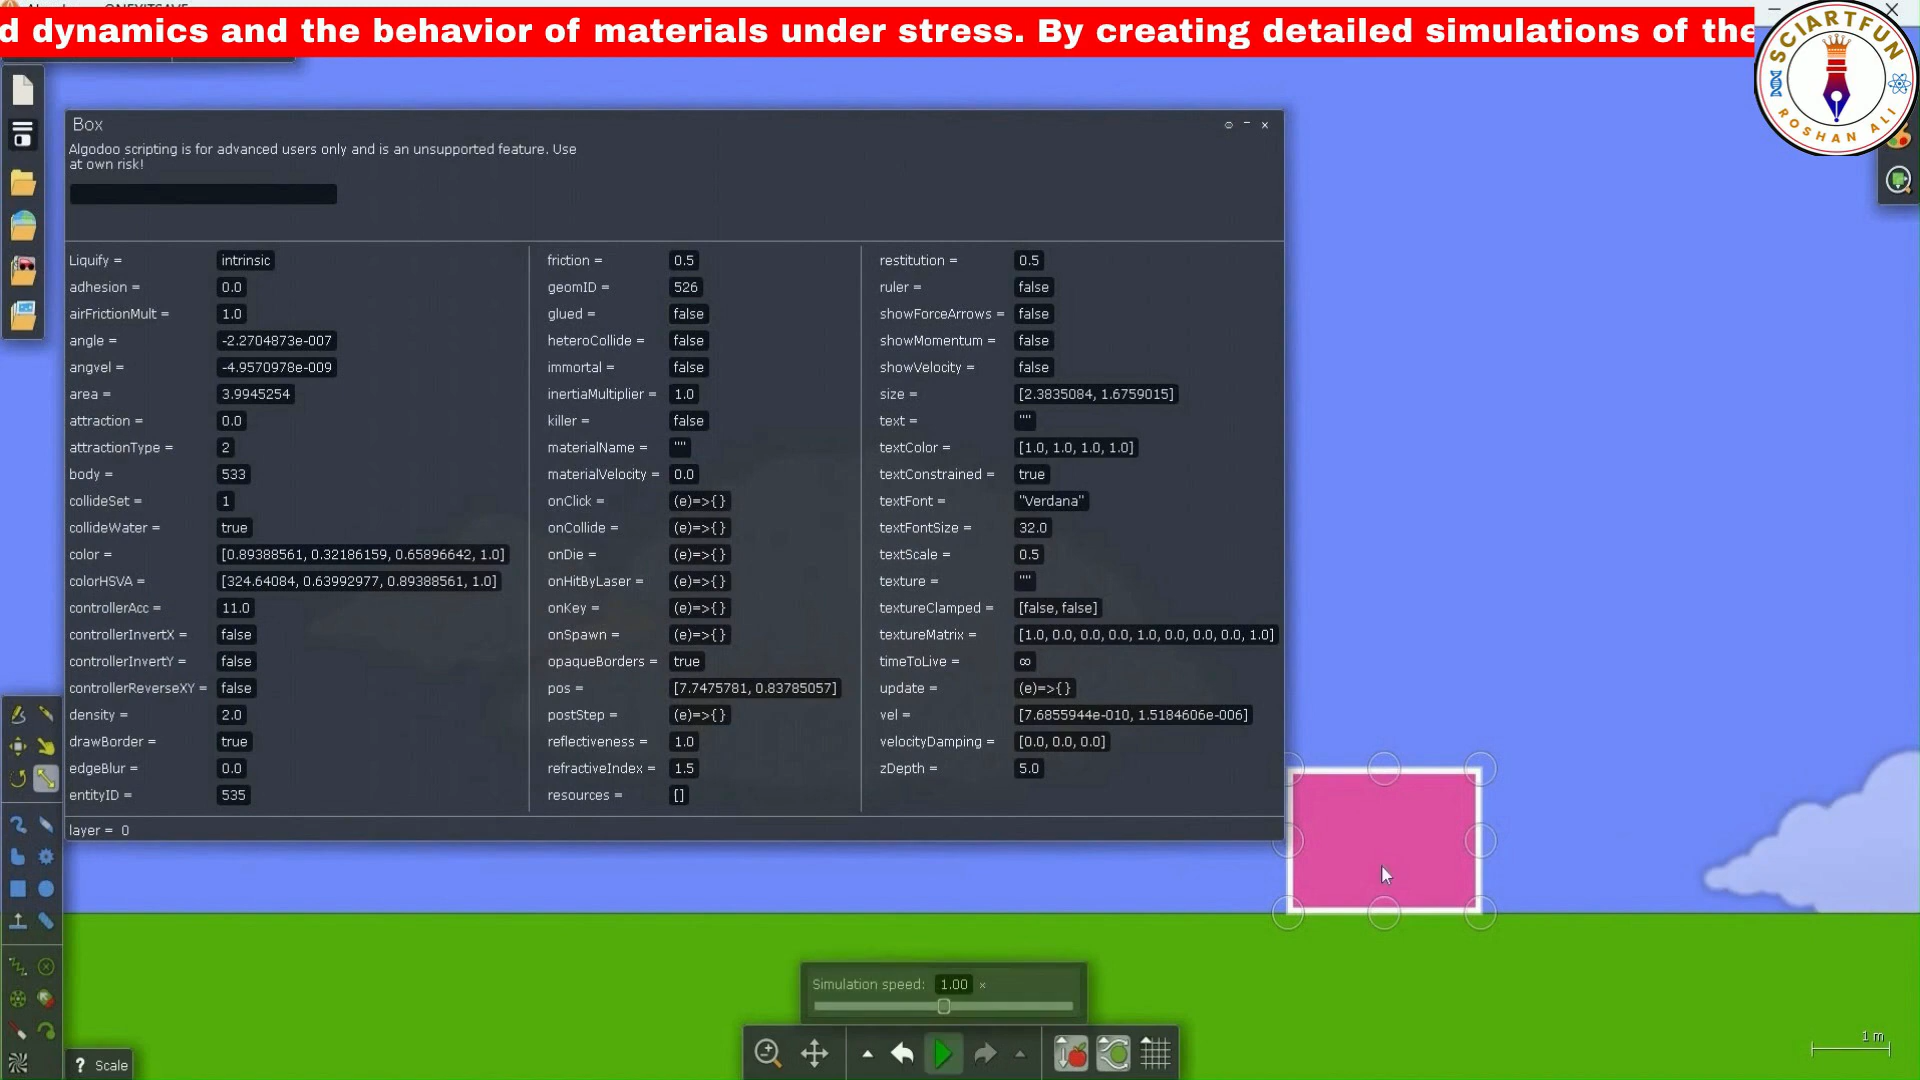 d dynamics and the behavior of materials under stress. By creating detailed simulations of the
SCIARTFUN
ROSHAN ALI
Box
Algodoo scripting is for advanced users only and is an unsupported feature. Use
at own risk!
Liquify = intrinsic
adhesion = 0.0
airFrictionMult = 1.0
angle = -2.2704873e-007
angvel = -4.9570978e-009
area = 3.9945254
attraction = 0.0
attractionType = 2
body = 533
collideSet = 1
collideWater = true
color = [0.89388561, 0.32186159, 0.65896642, 1.0]
colorHSVA = [324.64084, 0.63992977, 0.89388561, 1.0]
controllerAcc = 11.0
controllerInvertX = false
controllerInvertY = false
controllerReverseXY = false
density = 2.0
drawBorder = true
edgeBlur = 0.0
entityID = 535
friction = 0.5
geomID = 526
glued = false
heteroCollide = false
immortal = false
inertiaMultiplier = 1.0
killer = false
materialName = ""
materialVelocity = 0.0
onClick = (e)=>{}
onCollide = (e)=>{}
onDie = (e)=>{}
onHitByLaser = (e)=>{}
onKey = (e)=>{}
onSpawn = (e)=>{}
opaqueBorders = true
pos = [7.7475781, 0.83785057]
postStep = (e)=>{}
reflectiveness = 1.0
refractiveIndex = 1.5
resources = []
restitution = 0.5
ruler = false
showForceArrows = false
showMomentum = false
showVelocity = false
size = [2.3835084, 1.6759015]
text = ""
textColor = [1.0, 1.0, 1.0, 1.0]
textConstrained = true
textFont = "Verdana"
textFontSize = 32.0
textScale = 0.5
texture = ""
textureClamped = [false, false]
textureMatrix = [1.0, 0.0, 0.0, 0.0, 1.0, 0.0, 0.0, 0.0, 1.0]
timeToLive = ∞
update = (e)=>{}
vel = [7.6855944e-010, 1.5184606e-006]
velocityDamping = [0.0, 0.0, 0.0]
zDepth = 5.0
layer = 0
Simulation speed: 1.00 ×
1 m
? Scale